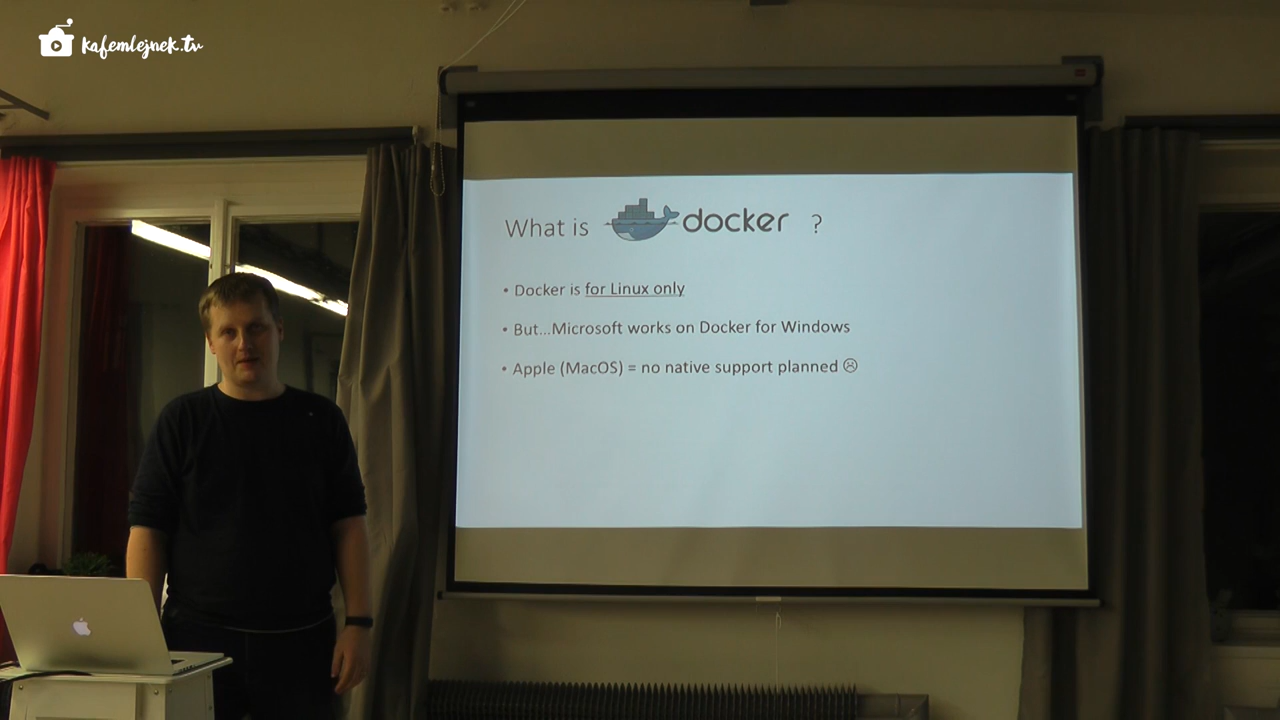 kafemlejnek.tv
What is docker ?
• Docker is for Linux only
• But...Microsoft works on Docker for Windows
• Apple (MacOS) = no native support planned ☹